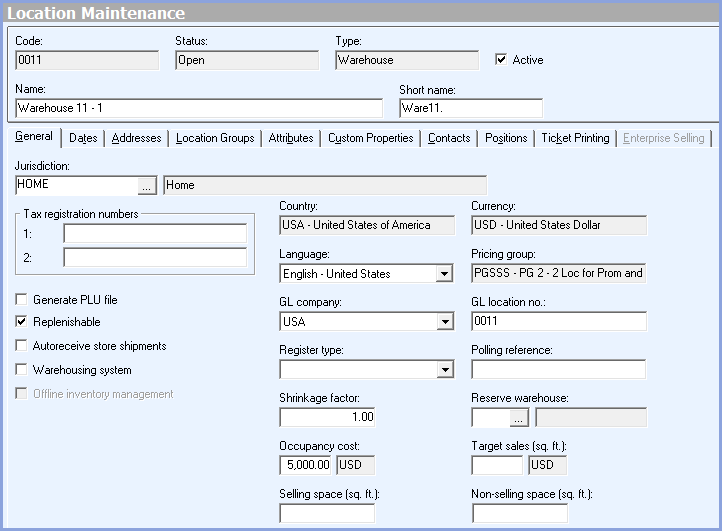 Location Maintenance
Code: Status: Type:
0011 Open Warehouse Active
Name: Short name:
Warehouse 11 - 1 Ware11.
General Dates Addresses Location Groups Attributes Custom Properties Contacts Positions Ticket Printing Enterprise Selling
Jurisdiction:
HOME ... Home
Tax registration numbers
1:
2:
Country: Currency:
USA - United States of America USD - United States Dollar
Language: Pricing group:
English - United States PGSSS - PG 2 - 2 Loc for Prom and
Generate PLU file
Replenishable
Autoreceive store shipments
Warehousing system
Offline inventory management
GL company: GL location no.:
USA 0011
Register type: Polling reference:
Shrinkage factor: Reserve warehouse:
1.00 ...
Occupancy cost: Target sales (sq. ft.):
5,000.00 USD USD
Selling space (sq. ft.): Non-selling space (sq. ft.):